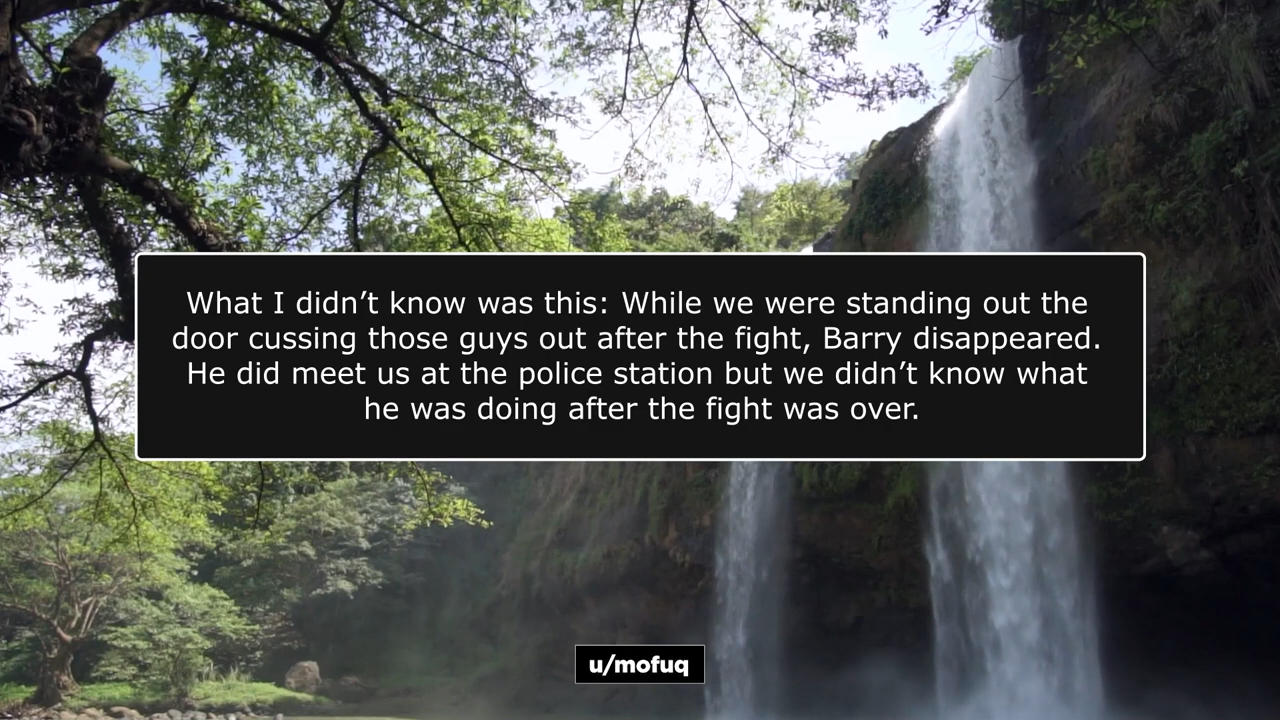 What I didn’t know was this: While we were standing out the
door cussing those guys out after the fight, Barry disappeared.
He did meet us at the police station but we didn’t know what
he was doing after the fight was over.
u/mofuq